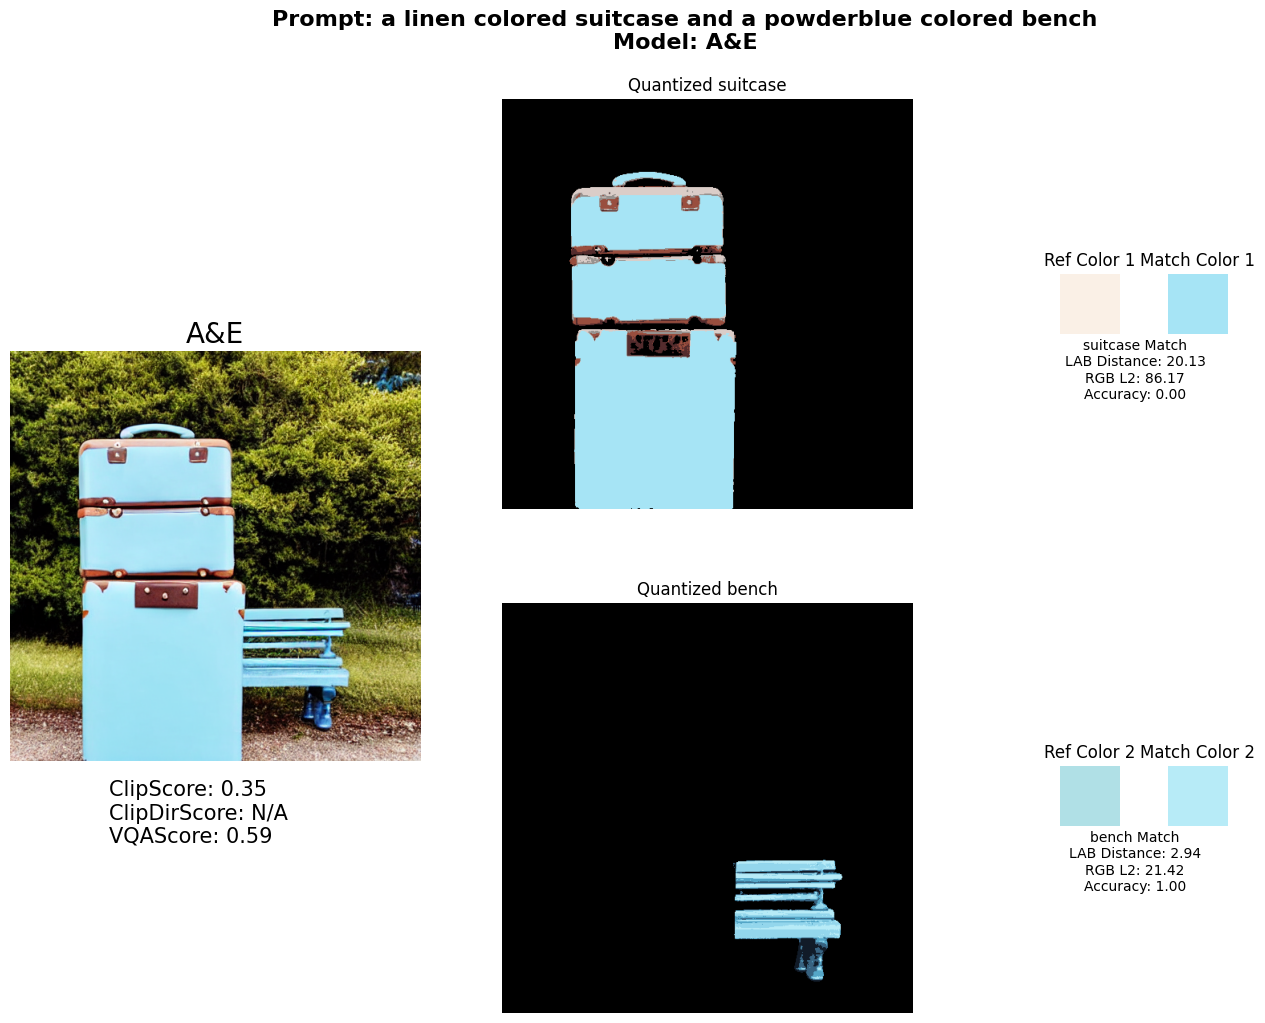 Prompt: a linen colored suitcase and a powderblue colored bench
Model: A&E
Quantized suitcase
Ref Color 1 Match Color 1
suitcase Match
LAB Distance: 20.13
RGB L2: 86.17
Accuracy: 0.00
A&E
ClipScore: 0.35
ClipDirScore: N/A
VQAScore: 0.59
Quantized bench
Ref Color 2 Match Color 2
bench Match
LAB Distance: 2.94
RGB L2: 21.42
Accuracy: 1.00